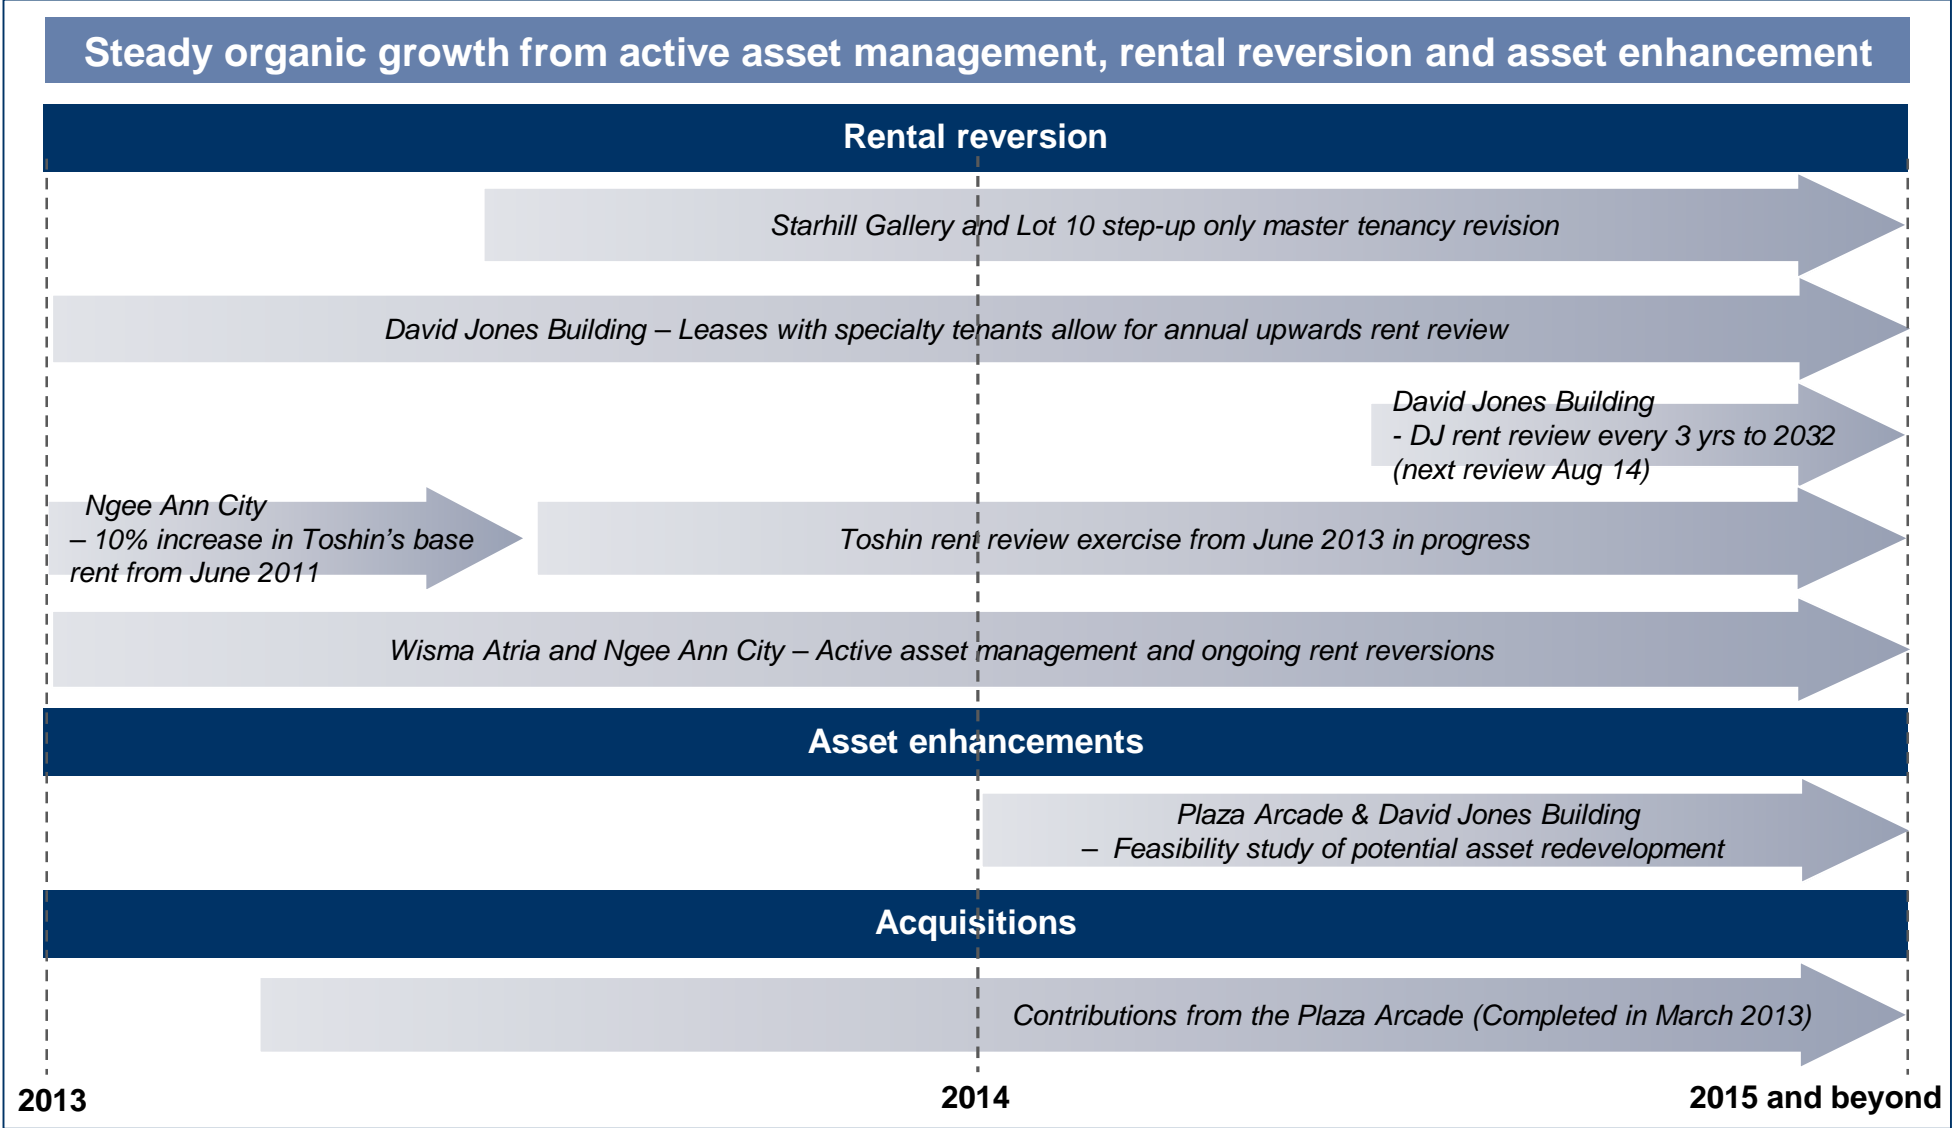 Steady organic growth from active asset management, rental reversion and asset enhancement
Rental reversion
Starhill Gallery and Lot 10 step-up only master tenancy revision
David Jones Building – Leases with specialty tenants allow for annual upwards rent review
David Jones Building
- DJ rent review every 3 yrs to 2032
(next review Aug 14)
Ngee Ann City
– 10% increase in Toshin’s base
rent from June 2011
Toshin rent review exercise from June 2013 in progress
Wisma Atria and Ngee Ann City – Active asset management and ongoing rent reversions
Asset enhancements
Plaza Arcade & David Jones Building
– Feasibility study of potential asset redevelopment
Acquisitions
Contributions from the Plaza Arcade (Completed in March 2013)
2013
2014
2015 and beyond